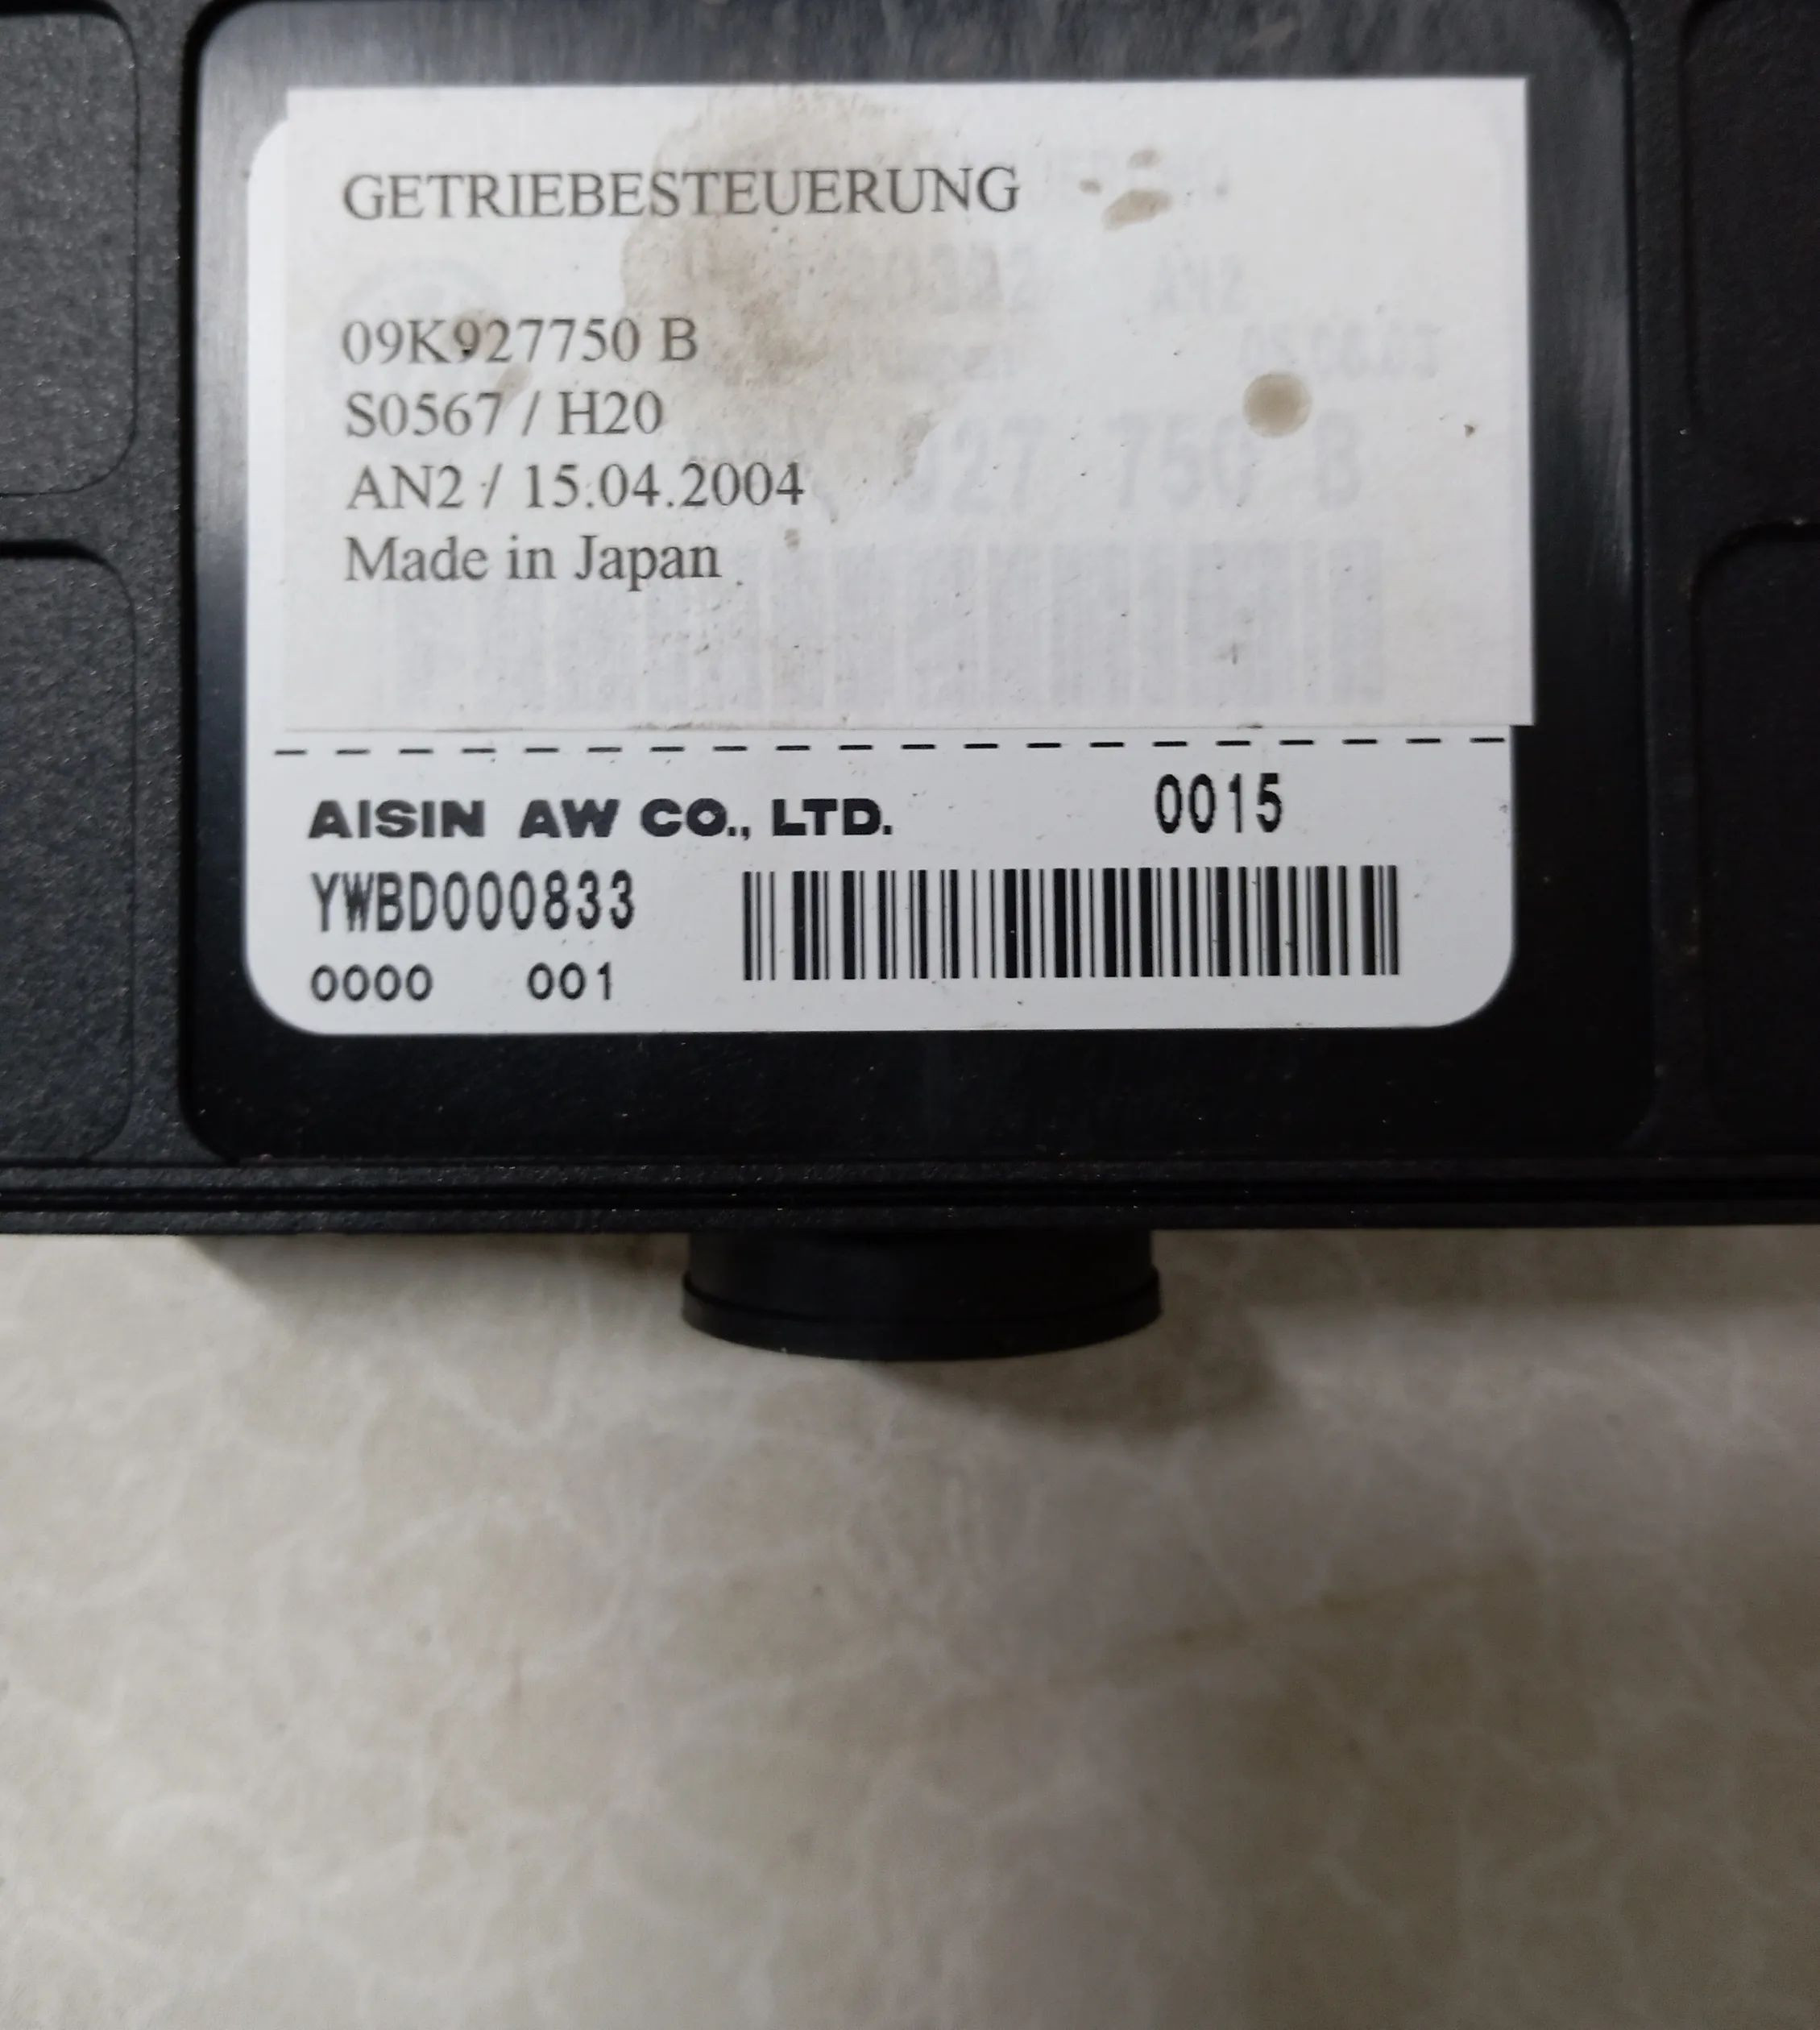 GETRIEBESTEUERUNG
09K927750 B
S0567 / H20
AN2 / 15.04.2004
Made in Japan
AISIN AW CO., LTD. 0015
YWBD000833
0000 001